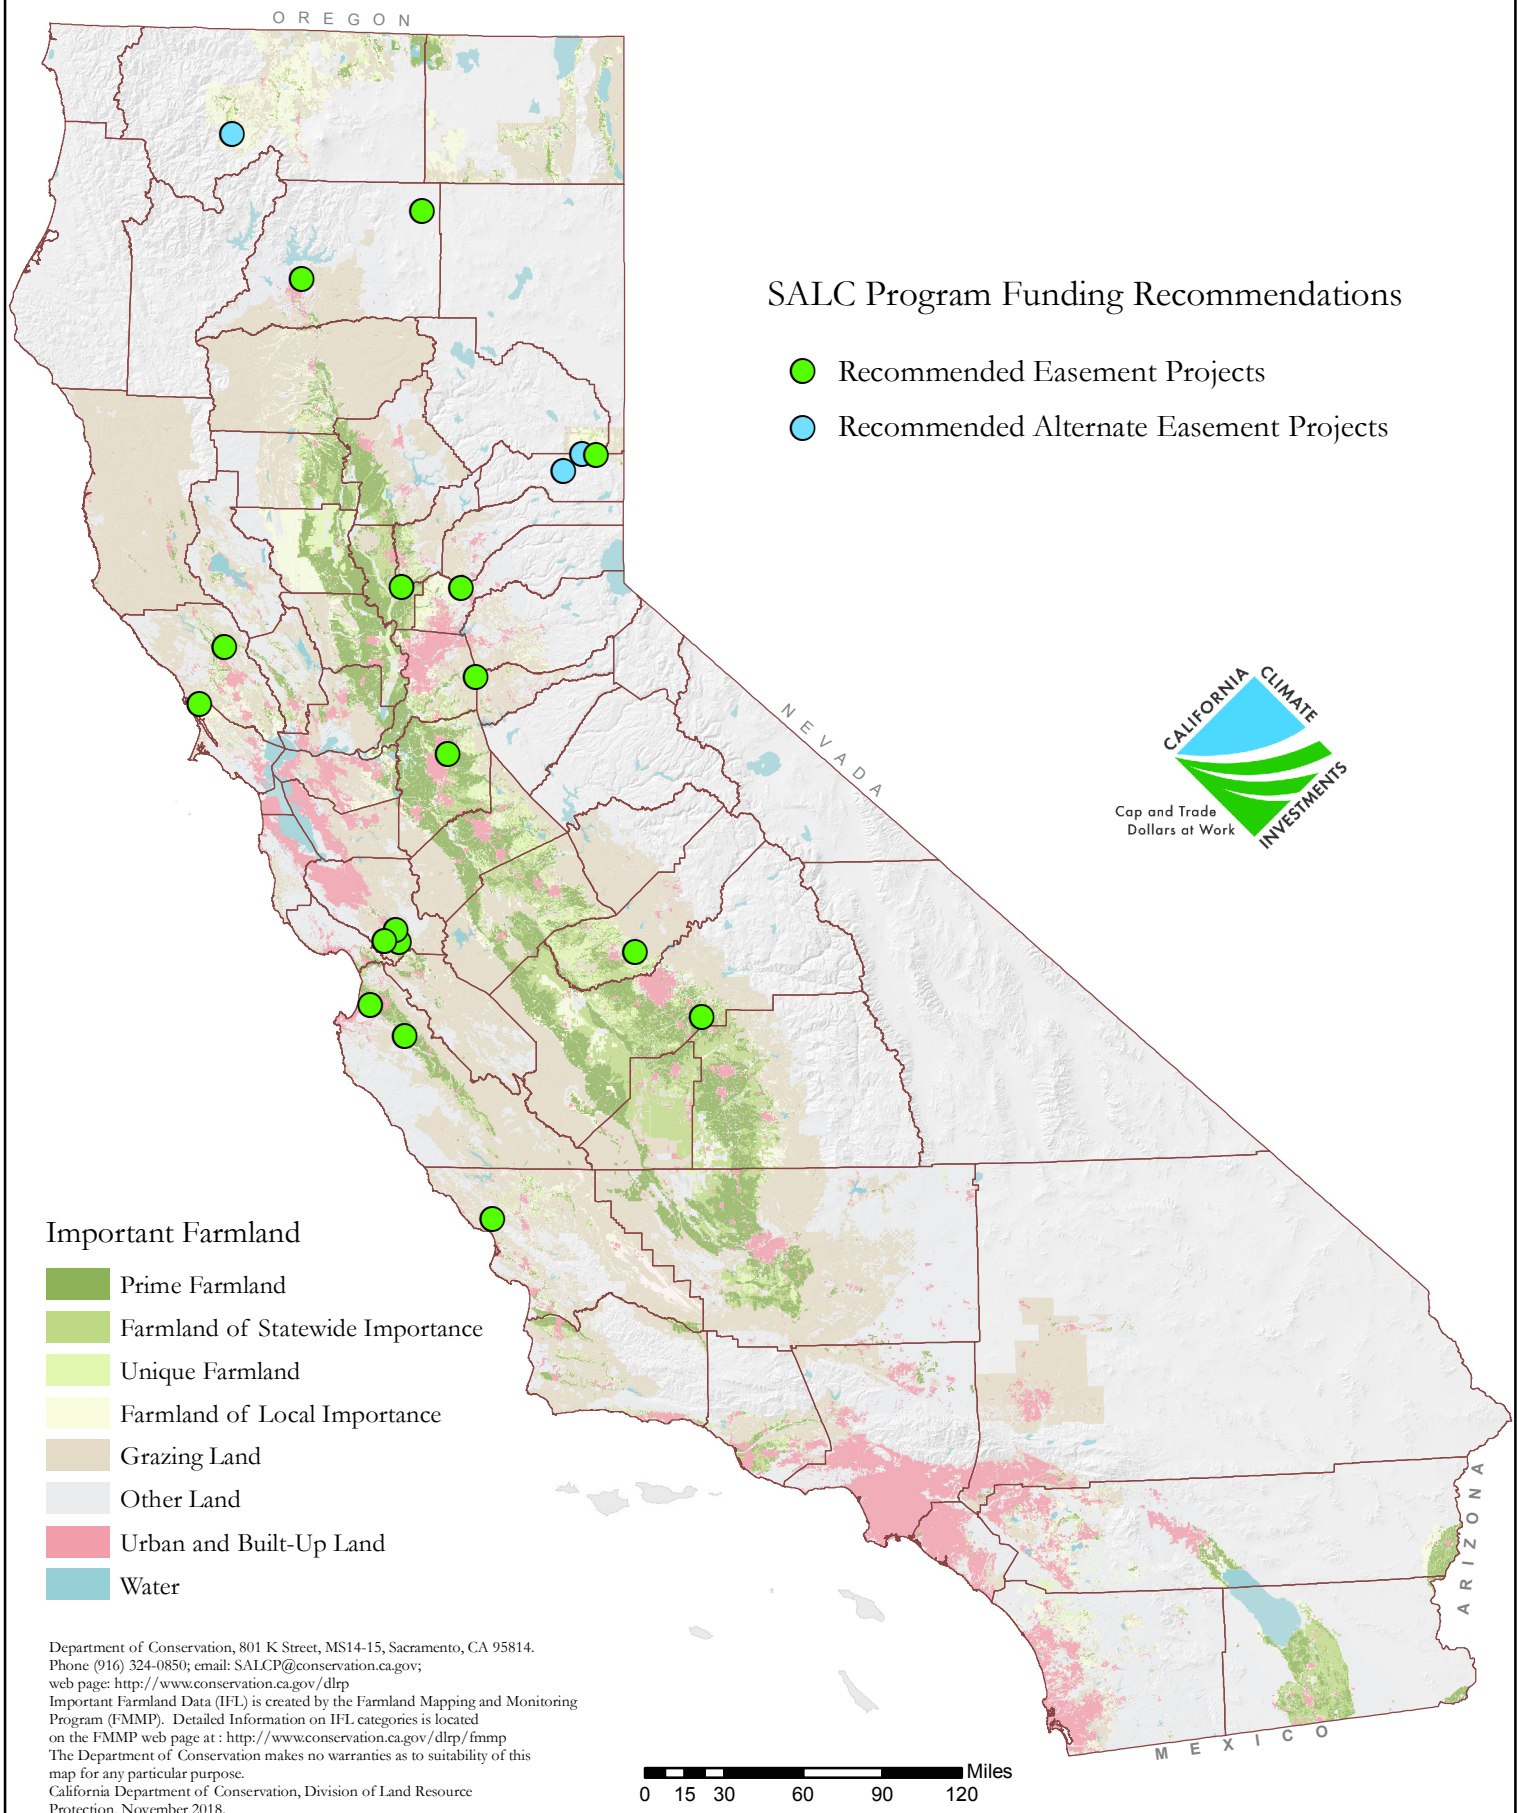 OREGON
SALC Program Funding Recommendations
Recommended Easement Projects
Recommended Alternate Easement Projects
NEVADA
CALIFORNIA CLIMATE
INVESTMENTS
Cap and Trade
Dollars at Work
Important Farmland
Prime Farmland
Farmland of Statewide Importance
Unique Farmland
Farmland of Local Importance
Grazing Land
Other Land
Urban and Built-Up Land
Water
ARIZONA
MEXICO
Department of Conservation, 801 K Street, MS14-15, Sacramento, CA 95814.
Phone (916) 324-0850; email: SALCP@conservation.ca.gov;
web page: http://www.conservation.ca.gov/dlrp
Important Farmland Data (IFL) is created by the Farmland Mapping and Monitoring
Program (FMMP). Detailed Information on IFL categories is located
on the FMMP web page at : http://www.conservation.ca.gov/dlrp/fmmp
The Department of Conservation makes no warranties as to suitability of this
map for any particular purpose.
California Department of Conservation, Division of Land Resource
Protection, November 2018.
Miles
0 15 30 60 90 120